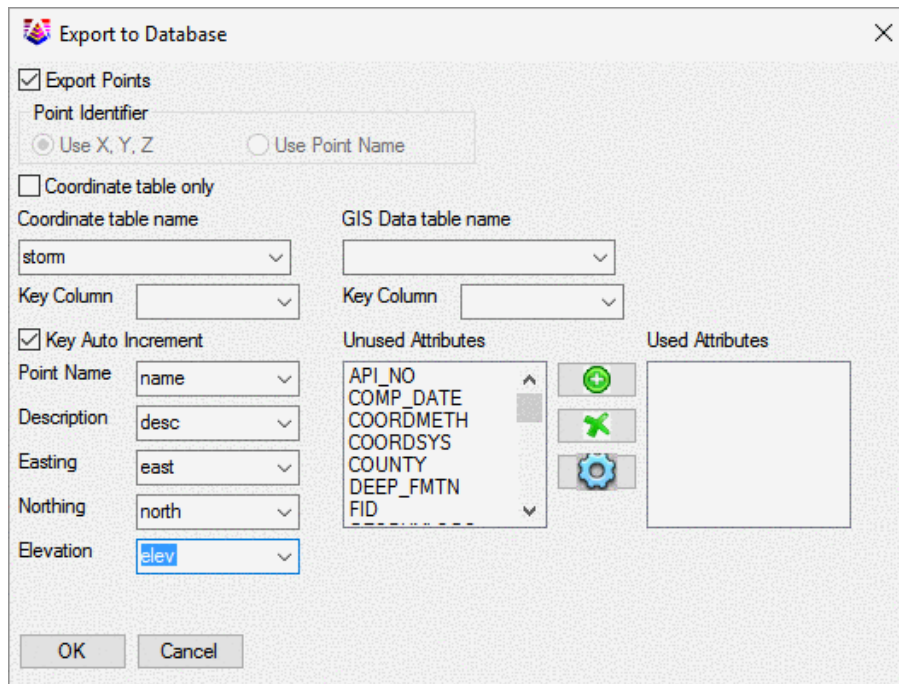 Export to Database
Export Points
Point Identifier
Use X, Y, Z
Use Point Name
Coordinate table only
Coordinate table name
GIS Data table name
storm
Key Column
Key Column
Key Auto Increment
Unused Attributes
Used Attributes
Point Name
name
Description
desc
Easting
east
Northing
north
Elevation
elev
API_NO
COMP_DATE
COORDMETH
COORDSYS
COUNTY
DEEP_FMTN
FID
OK
Cancel